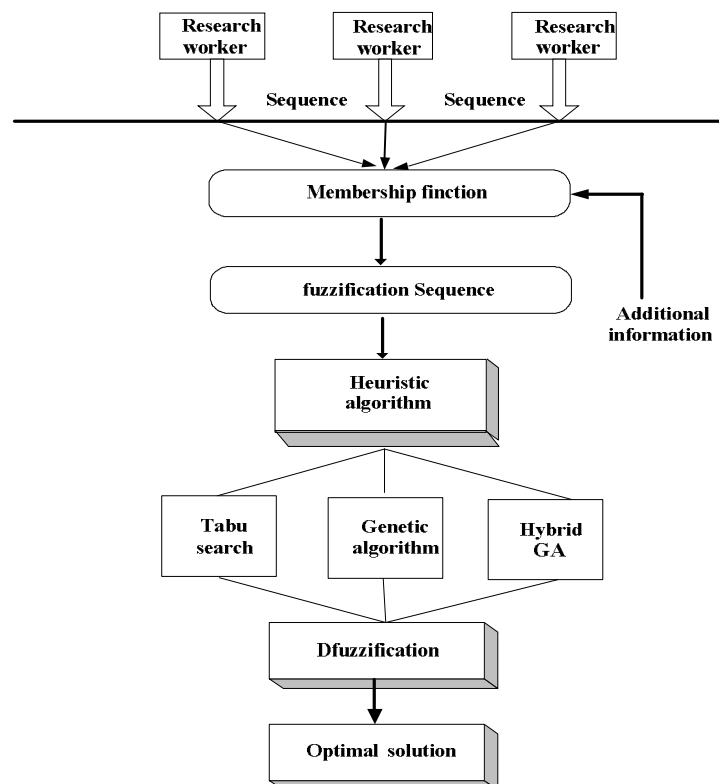 Research
worker
Research
worker
Research
worker
Sequence
Sequence
Membership finction
fuzzification Sequence
Additional
information
Heuristic
algorithm
Tabu
search
Genetic
algorithm
Hybrid
GA
Dfuzzification
Optimal solution